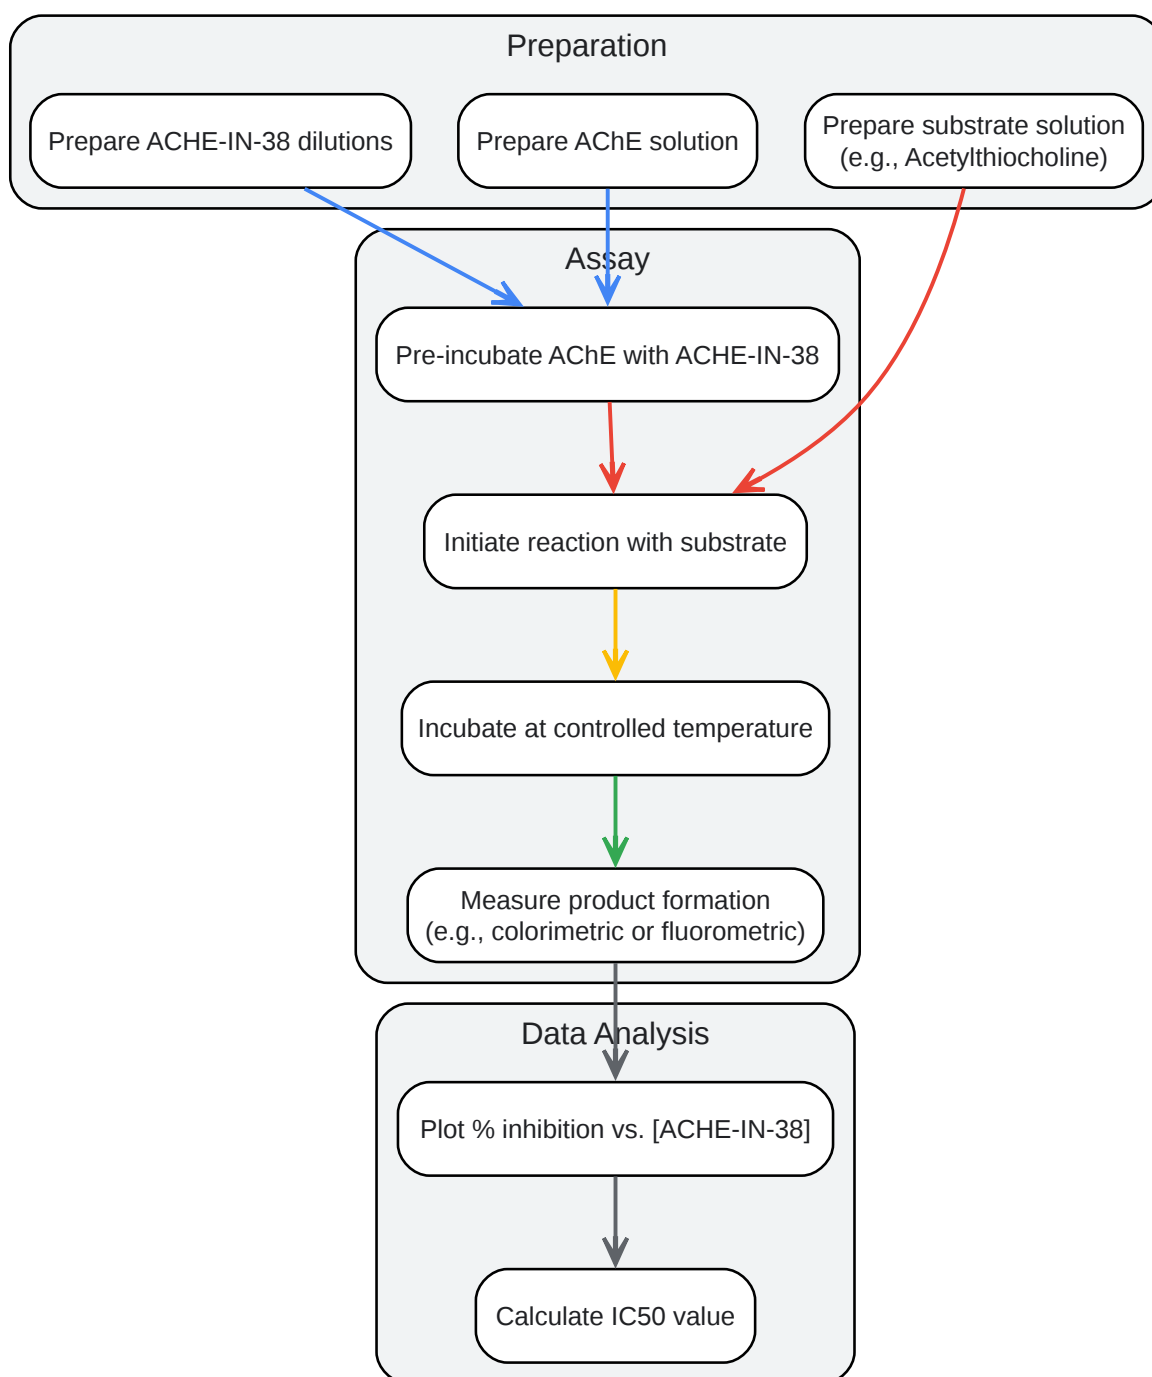 Preparation
Prepare ACHE-IN-38 dilutions
Prepare AChE solution
Prepare substrate solution
(e.g., Acetylthiocholine)
Assay
Pre-incubate AChE with ACHE-IN-38
Initiate reaction with substrate
Incubate at controlled temperature
Measure product formation
(e.g., colorimetric or fluorometric)
Data Analysis
Plot % inhibition vs. [ACHE-IN-38]
Calculate IC50 value